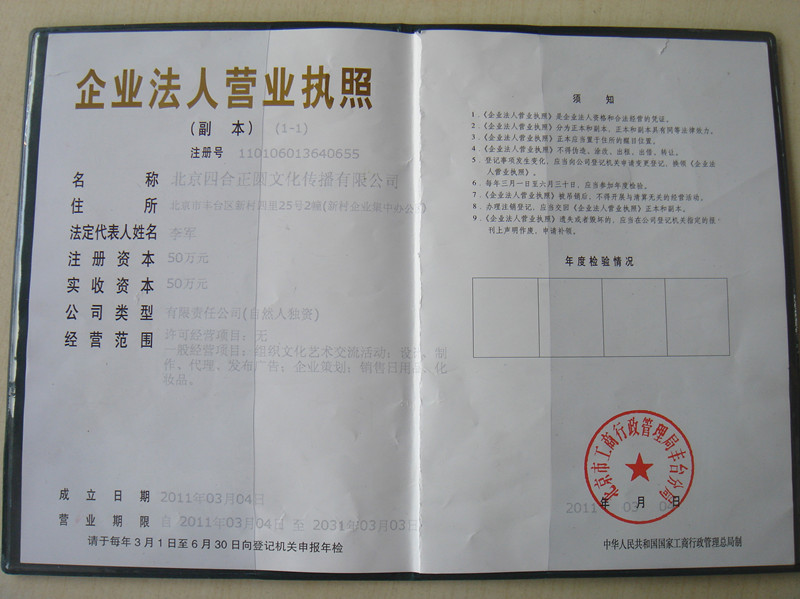 企业法人营业执照
（副 本） (1-1)
注册号 110106013640655
名 称 北京四合正圆文化传播有限公司
住 所 北京市丰台区新村四里25号2幢(新村企业集中办公区)
法定代表人姓名 李军
注 册 资 本 50万元
实 收 资 本 50万元
公 司 类 型 有限责任公司(自然人独资)
经 营 范 围 许可经营项目：无
一般经营项目：组织文化艺术交流活动；设计、制
作、代理、发布广告；企业策划；销售日用品、化
妆品。
成 立 日 期 2011年03月04日
营 业 期 限 自 2011年03月04日 至 2031年03月03日
请于每年3月1日至6月30日向登记机关申报年检
须 知
1．《企业法人营业执照》是企业法人资格和合法经营的凭证。
2．《企业法人营业执照》分为正本和副本，正本和副本具有同等法律效力。
3．《企业法人营业执照》正本应当置于住所的醒目位置。
4．《企业法人营业执照》不得伪造、涂改、出租、出借、转让。
5．登记事项发生变化，应当向公司登记机关申请变更登记，换领《企业法
人营业执照》。
6．每年三月一日至六月三十日，应当参加年度检验。
7．《企业法人营业执照》被吊销后，不得开展与清算无关的经营活动。
8．办理注销登记，应当交回《企业法人营业执照》正本和副本。
9．《企业法人营业执照》遗失或者毁坏的，应当在公司登记机关指定的报
刊上声明作废，申请补领。
年度检验情况
北京市工商行政管理局丰台分局
2011 年 03 月 04 日
中华人民共和国国家工商行政管理总局制